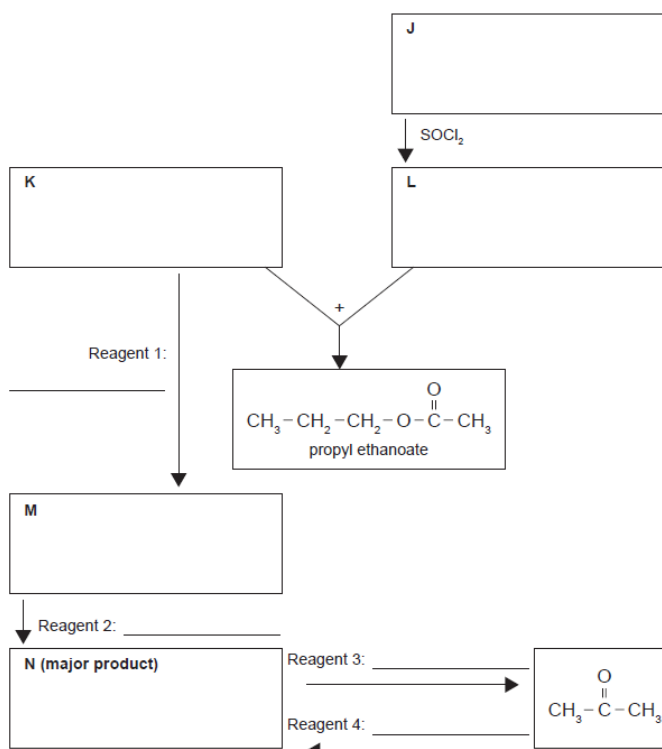 J
SOCl₂
K
L
+
Reagent 1:
O
CH₃–CH₂–CH₂–O–C–CH₃
propyl ethanoate
M
Reagent 2:
N (major product)
Reagent 3:
O
CH₃–C–CH₃
Reagent 4: